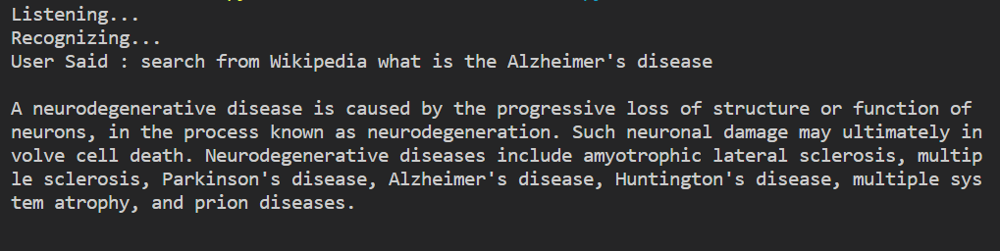 Listening...
Recognizing...
User Said : search from Wikipedia what is the Alzheimer's disease
A neurodegenerative disease is caused by the progressive loss of structure or function of
neurons, in the process known as neurodegeneration. Such neuronal damage may ultimately in
volve cell death. Neurodegenerative diseases include amyotrophic lateral sclerosis, multip
le sclerosis, Parkinson's disease, Alzheimer's disease, Huntington's disease, multiple sys
tem atrophy, and prion diseases.